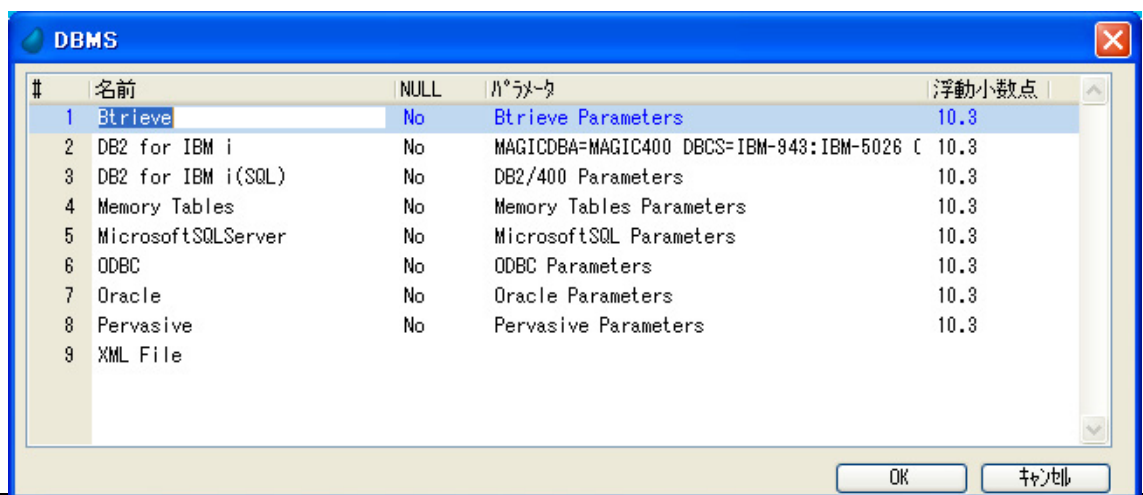 DBMS
# 名前 NULL ﾊﾟﾗﾒｰﾀ 浮動小数点
1 Btrieve No Btrieve Parameters 10.3
2 DB2 for IBM i No MAGICDBA=MAGIC400 DBCS=IBM-943:IBM-5026 10.3
3 DB2 for IBM i(SQL) No DB2/400 Parameters 10.3
4 Memory Tables No Memory Tables Parameters 10.3
5 MicrosoftSQLServer No MicrosoftSQL Parameters 10.3
6 ODBC No ODBC Parameters 10.3
7 Oracle No Oracle Parameters 10.3
8 Pervasive No Pervasive Parameters 10.3
9 XML File
OK ｷｬﾝｾﾙ